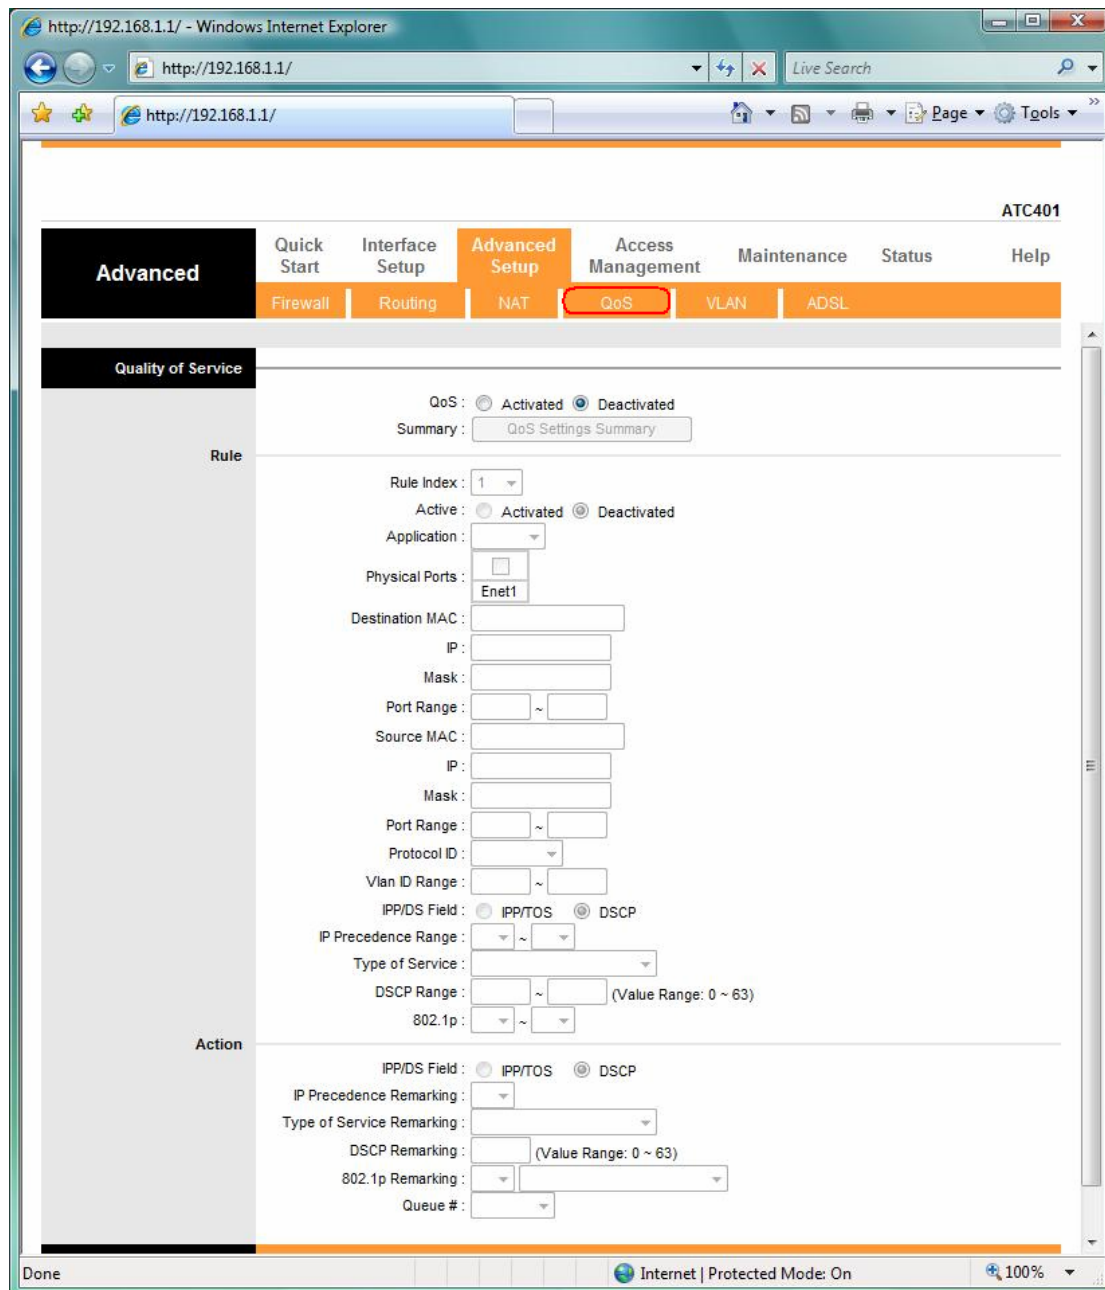 http://192.168.1.1/ - Windows Internet Explorer
http://192.168.1.1/
Live Search
http://192.168.1.1/
Page Tools
ATC401
Advanced
Quick Start
Interface Setup
Advanced Setup
Access Management
Maintenance
Status
Help
Firewall Routing NAT QoS VLAN ADSL
Quality of Service
QoS : Activated Deactivated
Summary : QoS Settings Summary
Rule
Rule Index : 1
Active : Activated Deactivated
Application :
Physical Ports :
Enet1
Destination MAC :
IP :
Mask :
Port Range : ~
Source MAC :
IP :
Mask :
Port Range : ~
Protocol ID :
Vlan ID Range : ~
IPP/DS Field : IPP/TOS DSCP
IP Precedence Range : ~
Type of Service :
DSCP Range : ~ (Value Range: 0 ~ 63)
802.1p : ~
Action
IPP/DS Field : IPP/TOS DSCP
IP Precedence Remarking :
Type of Service Remarking :
DSCP Remarking : (Value Range: 0 ~ 63)
802.1p Remarking :
Queue # :
Done
Internet | Protected Mode: On
100%